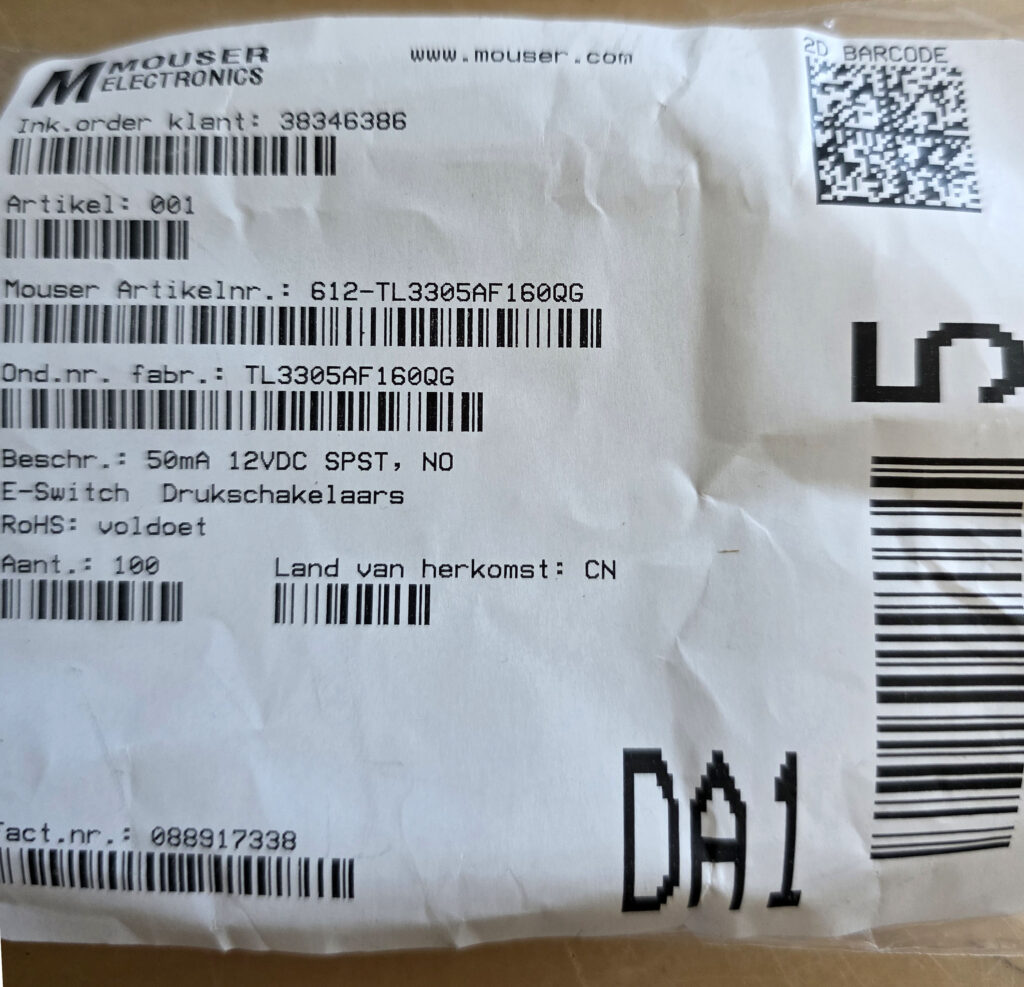 MOUSER ELECTRONICS
www.mouser.com
2D BARCODE
Ink.order klant: 38346386
Artikel: 001
Mouser Artikelnr.: 612-TL3305AF160QG
Ond.nr. fabr.: TL3305AF160QG
Beschr.: 50mA 12VDC SPST, NO
E-Switch Drukschakelaars
RoHS: voldoet
Aant.: 100
Land van herkomst: CN
5
DA1
fact.nr.: 088917338